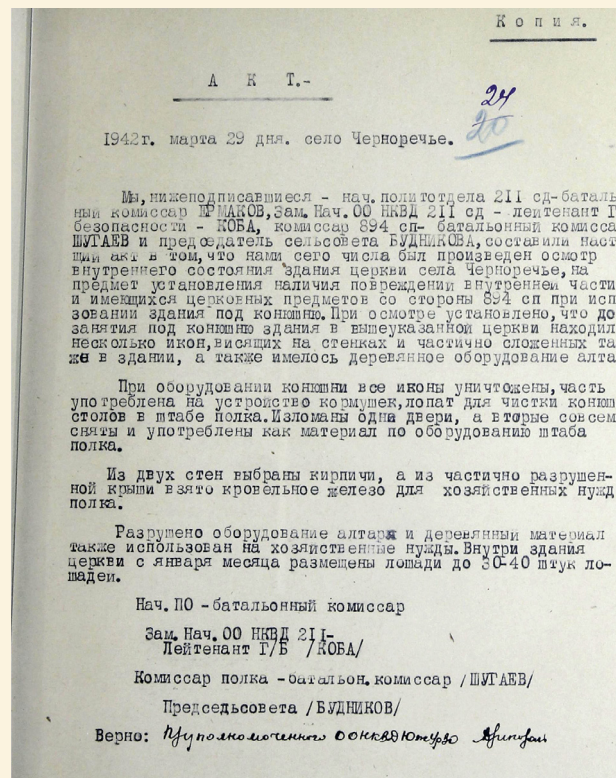 К о п и я.
А К Т.-
24
20
1942г. марта 29 дня. село Черноречье.
Мы,нижеподписавшиеся - нач.политотдела 211 сд-баталь
ный комиссар ЕРМАКОВ,Зам.Нач.ОО НКВД 211 сд - лейтенант Г
безопасности - КОБА, комиссар 894 сп- батальонный комисса
ШУГАЕВ и председатель сельсовета БУДНИКОВА,составили наст
щий акт в том,что нами сего числа был произведен осмотр
внутреннего состояния здания церкви села Черноречье,на
предмет установления наличия повреждений внутренней части
и имеющихся церковных предметов со стороны 894 сп при исп
зовании здания под конюшню.При осмотре установлено,что до
занятия под конюшню здания в вышеуказанной церкви находил
несколько икон,висящих на стенках и частично сложенных та
же в здании, а также имелось деревянное оборудование алта
При оборудовании конюшни все иконы уничтожены,часть
употреблена на устройство кормушек,лопат для чистки конюш
столов в штабе полка.Изломаны одни двери, а вторые совсем
сняты и употреблены как материал по оборудованию штаба
полка.
Из двух стен выбраны кирпичи, а из частично разрушен-
ной крыши взято кровельное железо для хозяйственных нужд
полка.
Разрушено оборудование алтаря и деревянный материал
также использован на хозяйственные нужды.Внутри здания
церкви с января месяца размещены лошади до 30-40 штук ло-
шадей.
Нач.ПО -батальонный комиссар
Зам.Нач.ОО НКВД 211-
Лейтенант Г/Б /КОБА/
Комиссар полка -батальон.комиссар /ШУГАЕВ/
Председьсовета /БУДНИКОВ/
Верно: